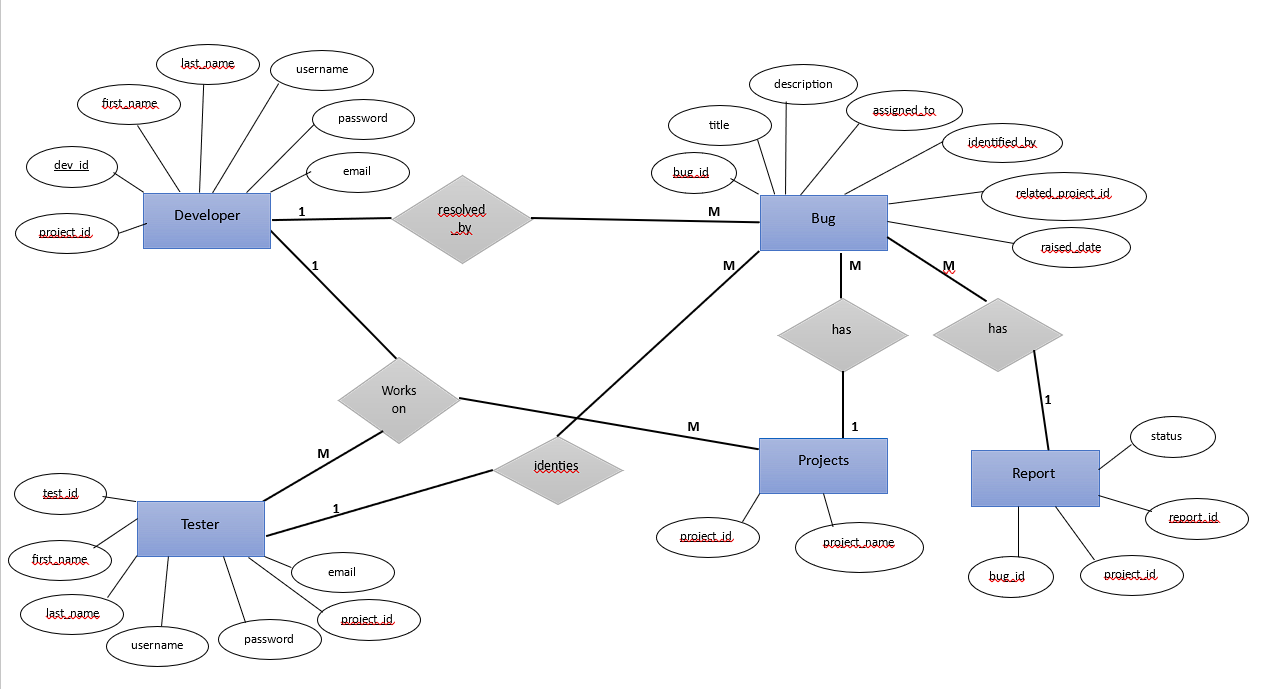 last_name
username
first_name
password
dev_id
email
project_id
Developer
1
resolved
_by
M
description
assigned_to
title
identified_by
bug_id
related_project_id
Bug
raised_date
1
M
M
M
has
has
Works
on
M
1
M
1
identies
1
Projects
Report
status
project_id
project_name
report_id
bug_id
project_id
test_id
Tester
first_name
email
last_name
project_id
username
password